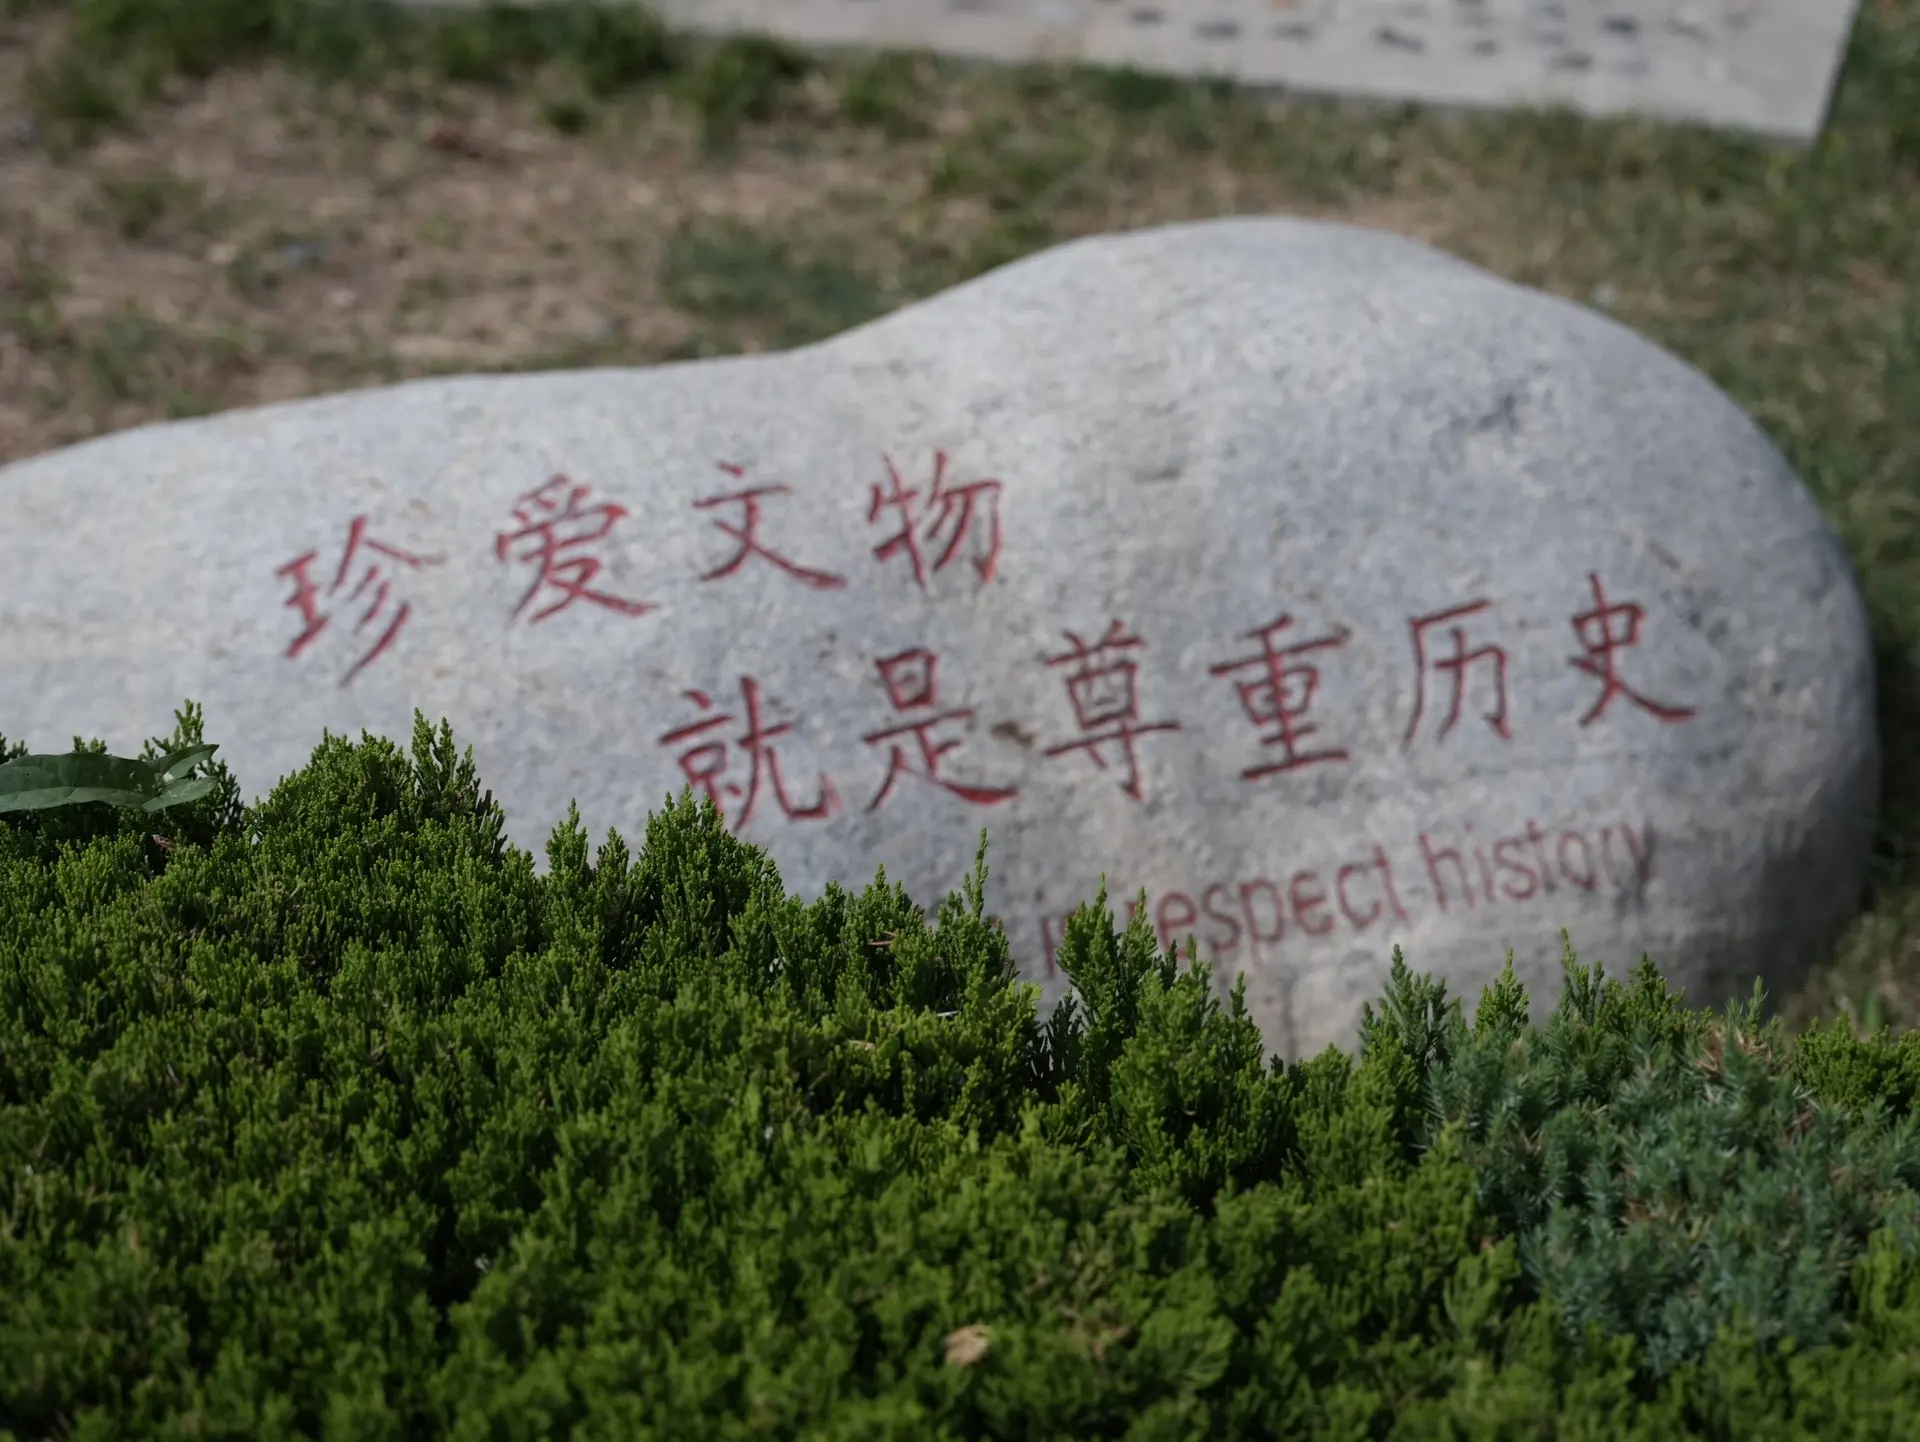 珍爱文物
就是尊重历史
respect history